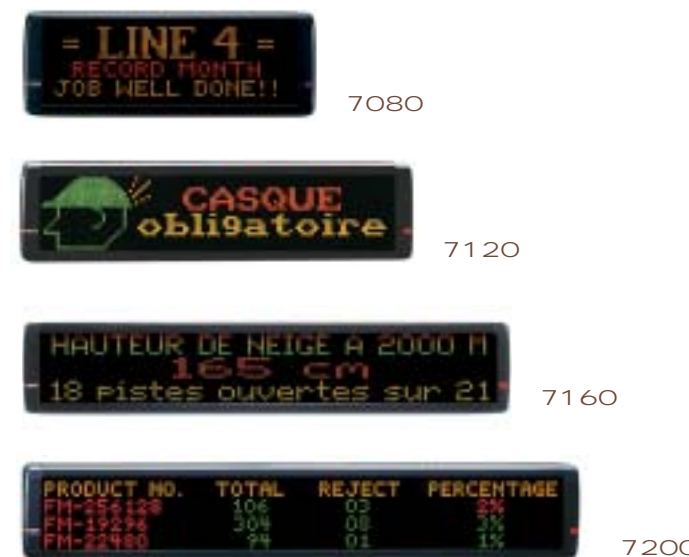 = LINE 4 =
RECORD MONTH
JOB WELL DONE!!
7080
CASQUE
obligatoire
7120
HAUTEUR DE NEIGE A 2000 M
165 cm
18 pistes ouvertes sur 21
7160
PRODUCT NO. TOTAL REJECT PERCENTAGE
FM-256128 106 03 2%
FM-19296 304 08 3%
FM-22480 94 01 1%
7200